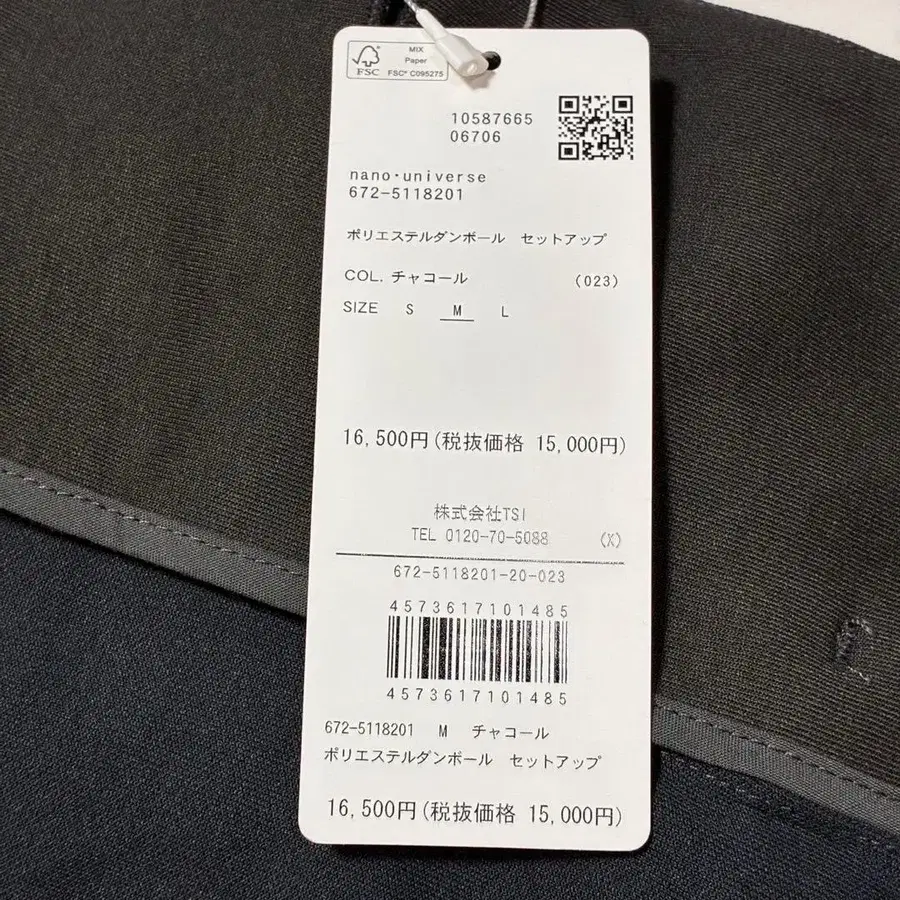 MIX
Paper
FSC
FSC® C095275
10587665
06706
nano・universe
672-5118201
ポリエステルダンボール セットアップ
COL. チャコール (023)
SIZE S M L
16,500円(税抜価格 15,000円)
株式会社TSI
TEL 0120-70-5088 (X)
672-5118201-20-023
4573617101485
4573617101485
672-5118201 M チャコール
ポリエステルダンボール セットアップ
16,500円(税抜価格 15,000円)